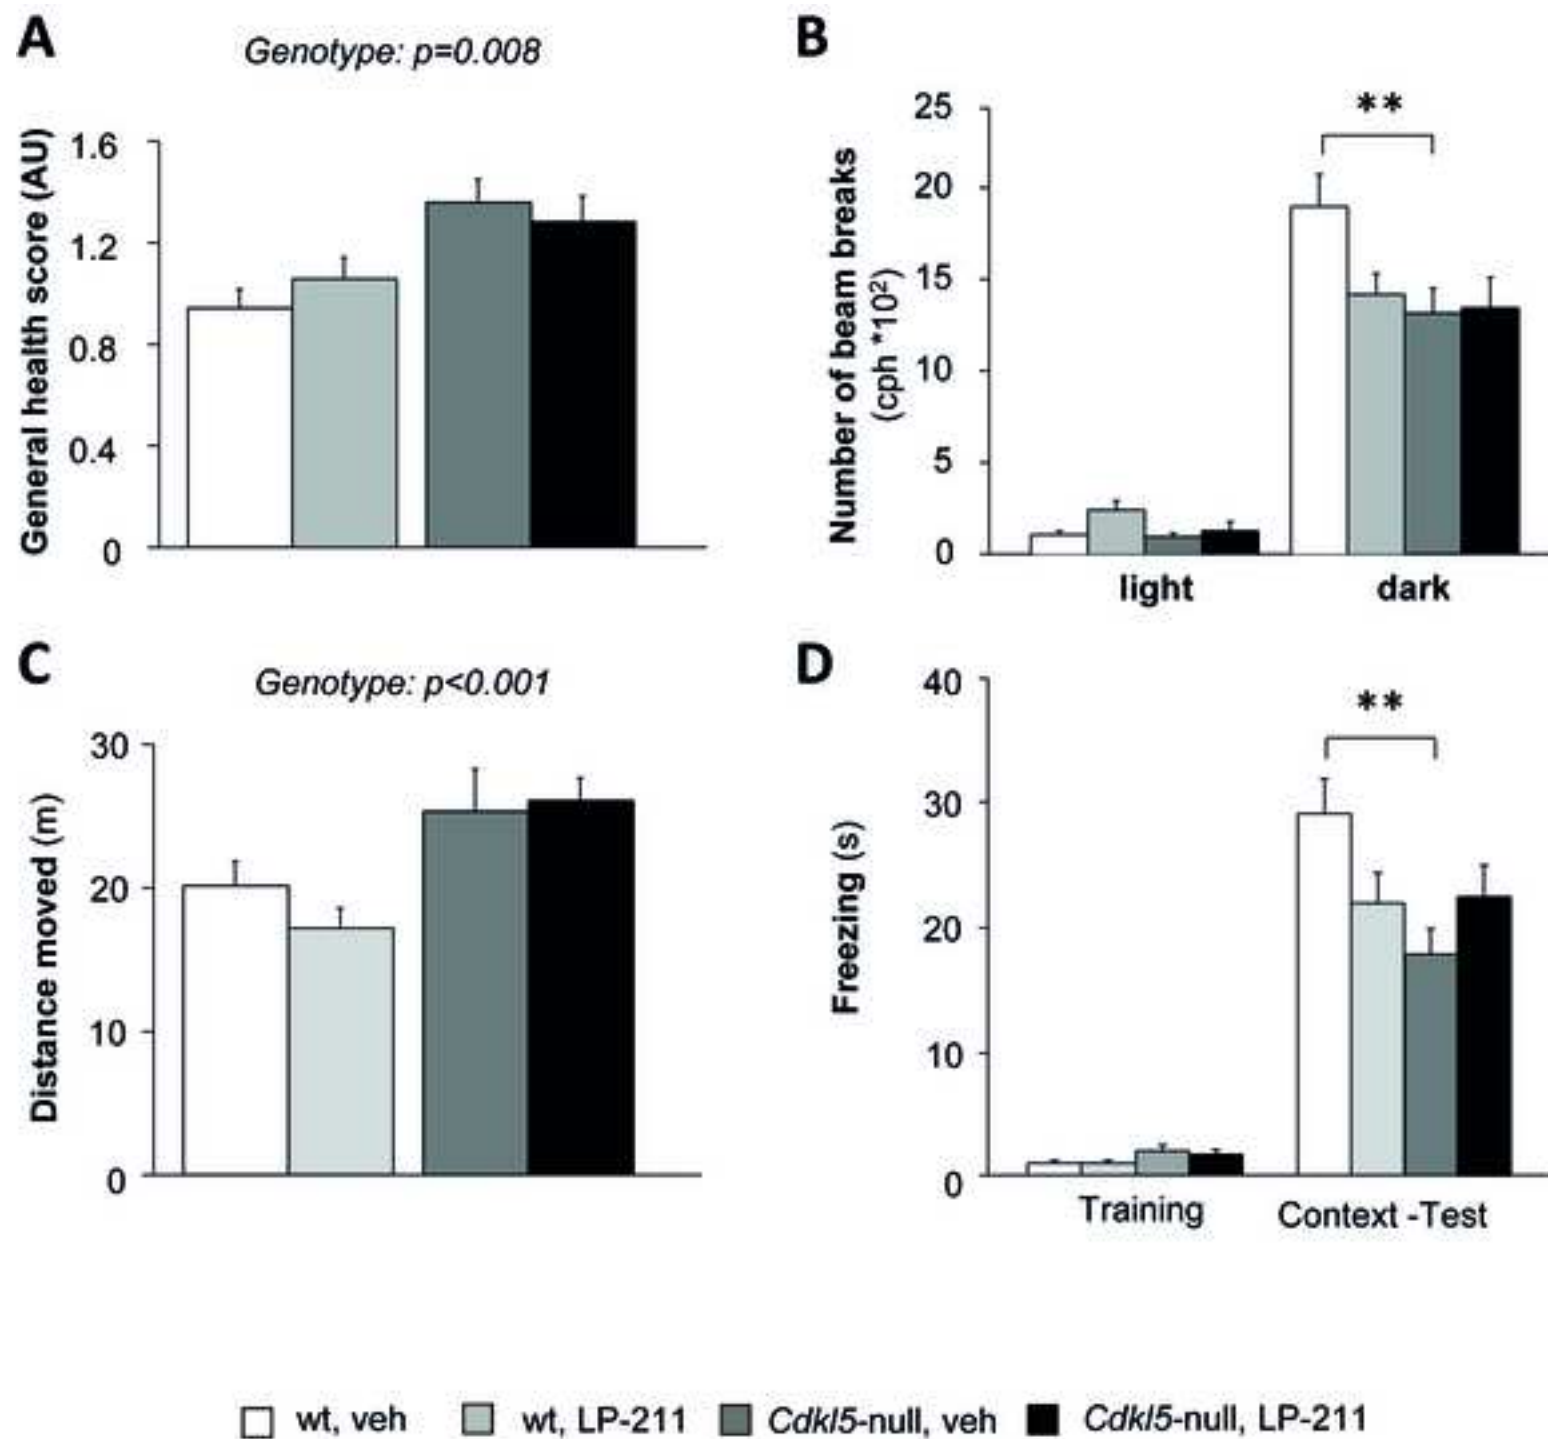 A
Genotype: p=0.008
General health score (AU)
1.6
1.2
0.8
0.4
0
B
**
Number of beam breaks
(cph *10²)
25
20
15
10
5
0
light dark
C
Genotype: p<0.001
Distance moved (m)
30
20
10
0
D
**
Freezing (s)
40
30
20
10
0
Training Context -Test
wt, veh wt, LP-211 Cdkl5-null, veh Cdkl5-null, LP-211